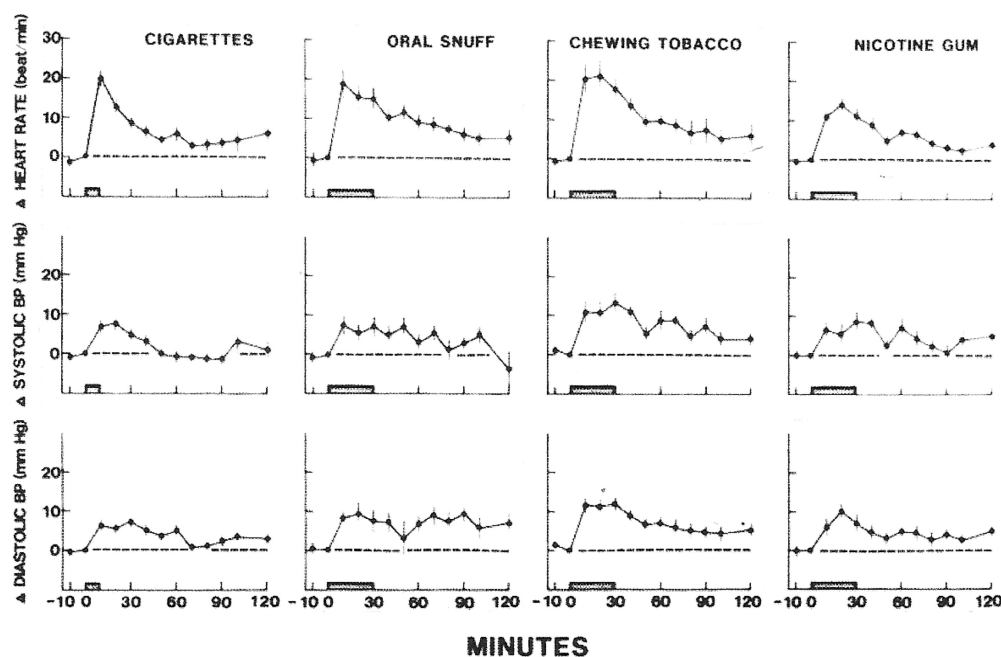 CIGARETTES
ORAL SNUFF
CHEWING TOBACCO
NICOTINE GUM
Δ HEART RATE (beat/min)
30
20
10
0
Δ SYSTOLIC BP (mm Hg)
20
10
0
Δ DIASTOLIC BP (mm Hg)
20
10
0
-10 0 30 60 90 120
-10 0 30 60 90 120
-10 0 30 60 90 120
-10 0 30 60 90 120
MINUTES